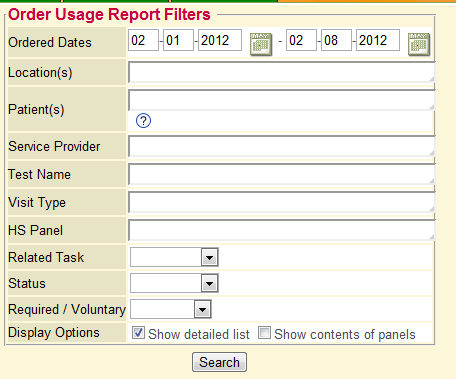 Order Usage Report Filters
Ordered Dates 02 - 01 - 2012 - 02 - 08 - 2012
Location(s)
Patient(s)
?
Service Provider
Test Name
Visit Type
HS Panel
Related Task
Status
Required / Voluntary
Display Options Show detailed list Show contents of panels
Search